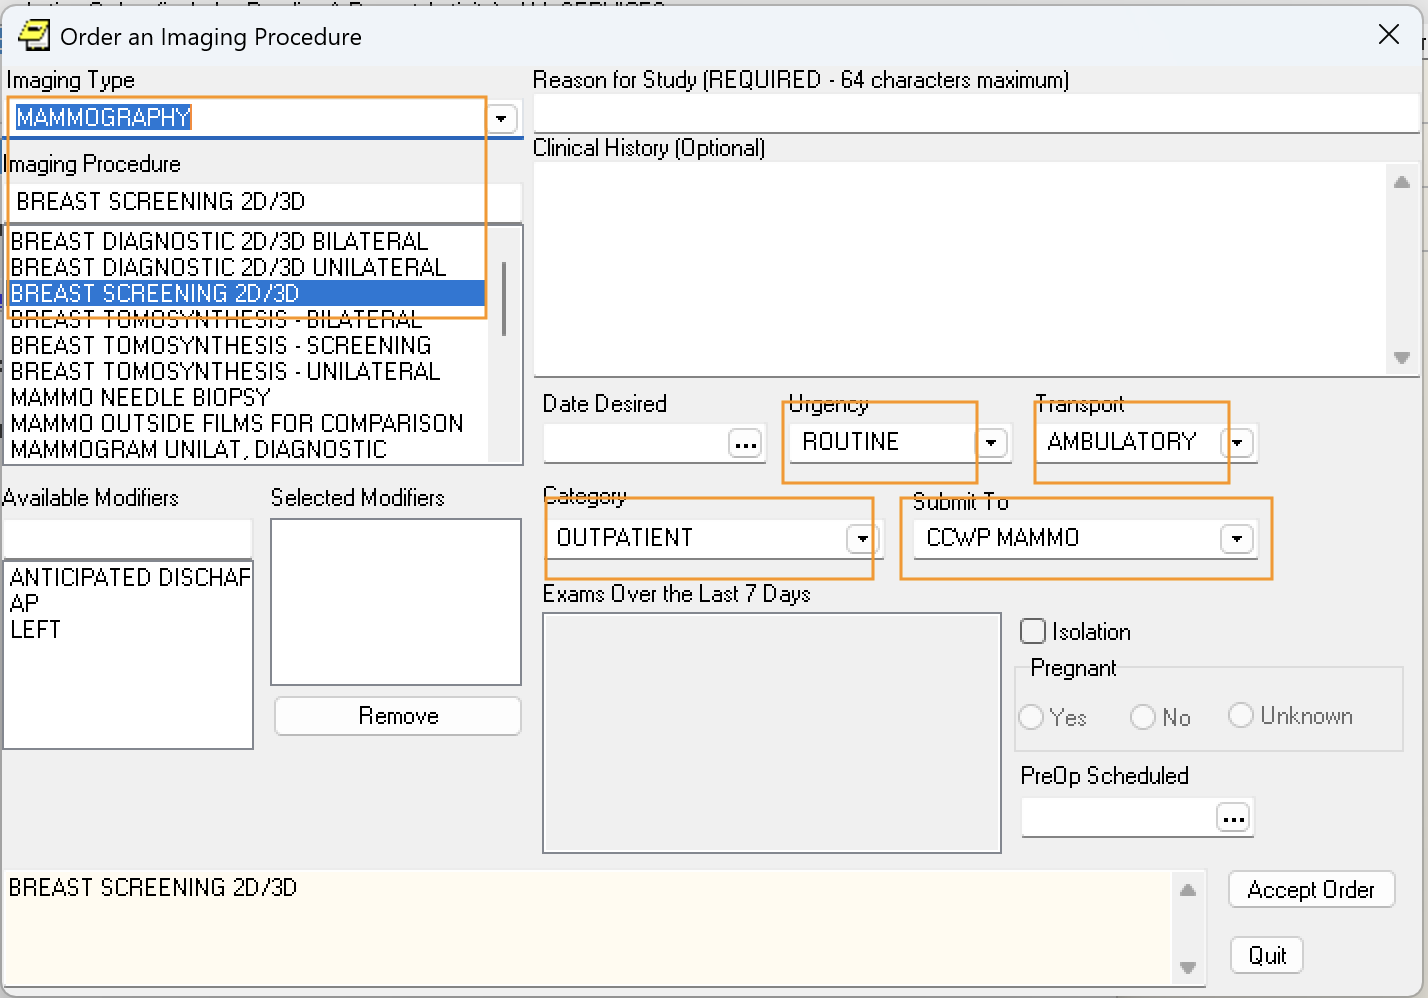 Order an Imaging Procedure
Imaging Type
MAMMOGRAPHY
Imaging Procedure
BREAST SCREENING 2D/3D
BREAST DIAGNOSTIC 2D/3D BILATERAL
BREAST DIAGNOSTIC 2D/3D UNILATERAL
BREAST SCREENING 2D/3D
BREAST TOMOSYNTHESIS - BILATERAL
BREAST TOMOSYNTHESIS - SCREENING
BREAST TOMOSYNTHESIS - UNILATERAL
MAMMO NEEDLE BIOPSY
MAMMO OUTSIDE FILMS FOR COMPARISON
MAMMOGRAM UNILAT, DIAGNOSTIC
Available Modifiers
ANTICIPATED DISCHAF
AP
LEFT
Selected Modifiers
Remove
Reason for Study (REQUIRED - 64 characters maximum)
Clinical History (Optional)
Date Desired
...
Urgency
ROUTINE
Transport
AMBULATORY
Category
OUTPATIENT
Submit To
CCWP MAMMO
Exams Over the Last 7 Days
Isolation
Pregnant
Yes
No
Unknown
PreOp Scheduled
...
BREAST SCREENING 2D/3D
Accept Order
Quit